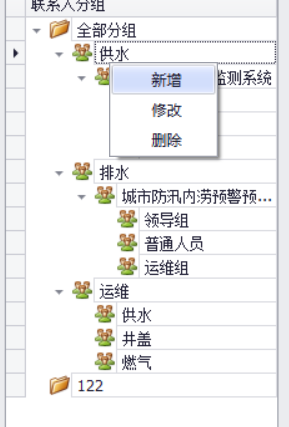 联系人分组
全部分组
供水
监测系统
新增
修改
删除
排水
城市防汛内涝预警预...
领导组
普通人员
运维组
运维
供水
井盖
燃气
122